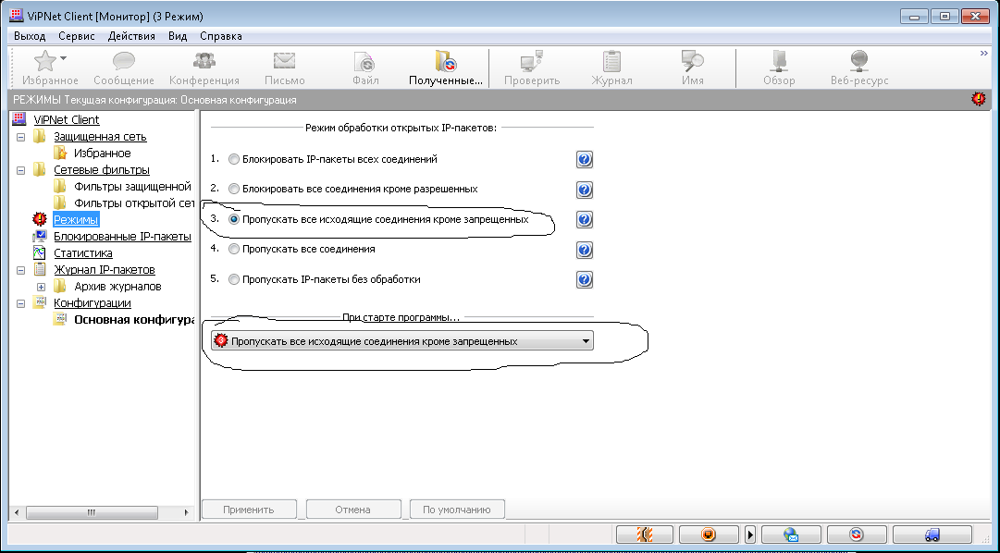 ViPNet Client [Монитор] (3 Режим)
Выход Сервис Действия Вид Справка
Избранное Сообщение Конференция Письмо Файл Полученные... Проверить Журнал Имя Обзор Веб-ресурс
РЕЖИМЫ Текущая конфигурация: Основная конфигурация
ViPNet Client
Защищенная сеть
Избранное
Сетевые фильтры
Фильтры защищенной
Фильтры открытой сет
Режимы
Блокированные IP-пакеты
Статистика
Журнал IP-пакетов
Архив журналов
Конфигурации
Основная конфигура
Режим обработки открытых IP-пакетов:
1. Блокировать IP-пакеты всех соединений
2. Блокировать все соединения кроме разрешенных
3. Пропускать все исходящие соединения кроме запрещенных
4. Пропускать все соединения
5. Пропускать IP-пакеты без обработки
При старте программы...
Пропускать все исходящие соединения кроме запрещенных
Применить Отмена По умолчанию